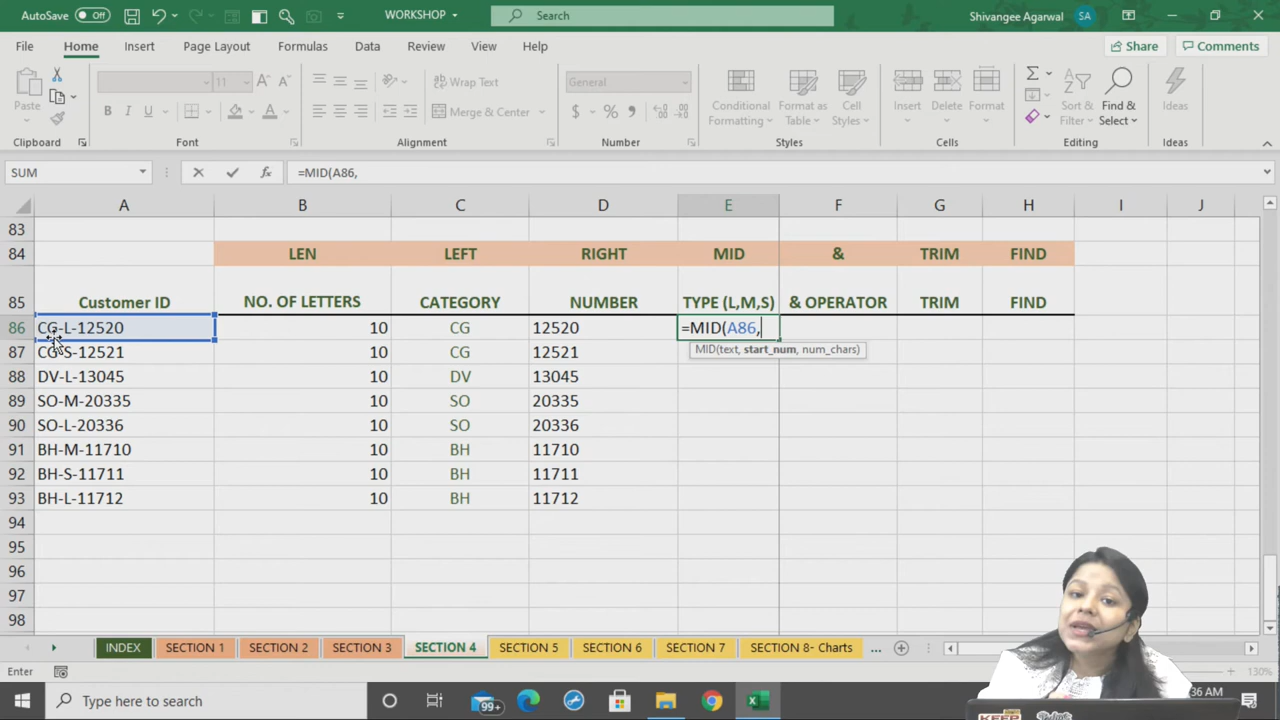 AutoSave Off WORKSHOP Search Shivangee Agarwal SA
File Home Insert Page Layout Formulas Data Review View Help Share Comments
Paste 11 Wrap Text General Conditional Formatting Format as Table Cell Styles Insert Delete Format Sort & Filter Find & Select Ideas
B I U Merge & Center $ %
Clipboard Font Alignment Number Styles Cells Editing Ideas
SUM fx =MID(A86,
A B C D E F G H I J
83
84 LEN LEFT RIGHT MID & TRIM FIND
85 Customer ID NO. OF LETTERS CATEGORY NUMBER TYPE (L,M,S) & OPERATOR TRIM FIND
86 CG-L-12520 10 CG 12520 =MID(A86,
MID(text, start_num, num_chars)
87 CG-S-12521 10 CG 12521
88 DV-L-13045 10 DV 13045
89 SO-M-20335 10 SO 20335
90 SO-L-20336 10 SO 20336
91 BH-M-11710 10 BH 11710
92 BH-S-11711 10 BH 11711
93 BH-L-11712 10 BH 11712
94
95
96
97
98
INDEX SECTION 1 SECTION 2 SECTION 3 SECTION 4 SECTION 5 SECTION 6 SECTION 7 SECTION 8- Charts ...
Enter 130%
Type here to search 99+ 36 AM
KEEP